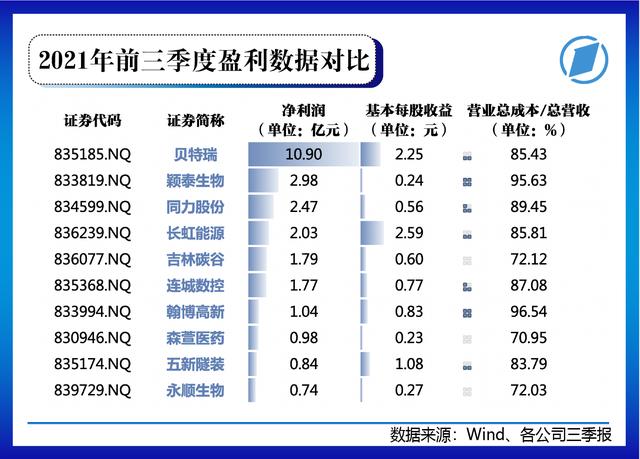 2021年前三季度盈利数据对比
证券代码 证券简称 净利润 基本每股收益 营业总成本/总营收
（单位：亿元） （单位：元） （单位：%）
835185.NQ 贝特瑞 10.90 2.25 85.43
833819.NQ 颖泰生物 2.98 0.24 95.63
834599.NQ 同力股份 2.47 0.56 89.45
836239.NQ 长虹能源 2.03 2.59 85.81
836077.NQ 吉林碳谷 1.79 0.60 72.12
835368.NQ 连城数控 1.77 0.77 87.08
833994.NQ 翰博高新 1.04 0.83 96.54
830946.NQ 森萱医药 0.98 0.23 70.95
835174.NQ 五新隧装 0.84 1.08 83.79
839729.NQ 永顺生物 0.74 0.27 72.03
数据来源：Wind、各公司三季报